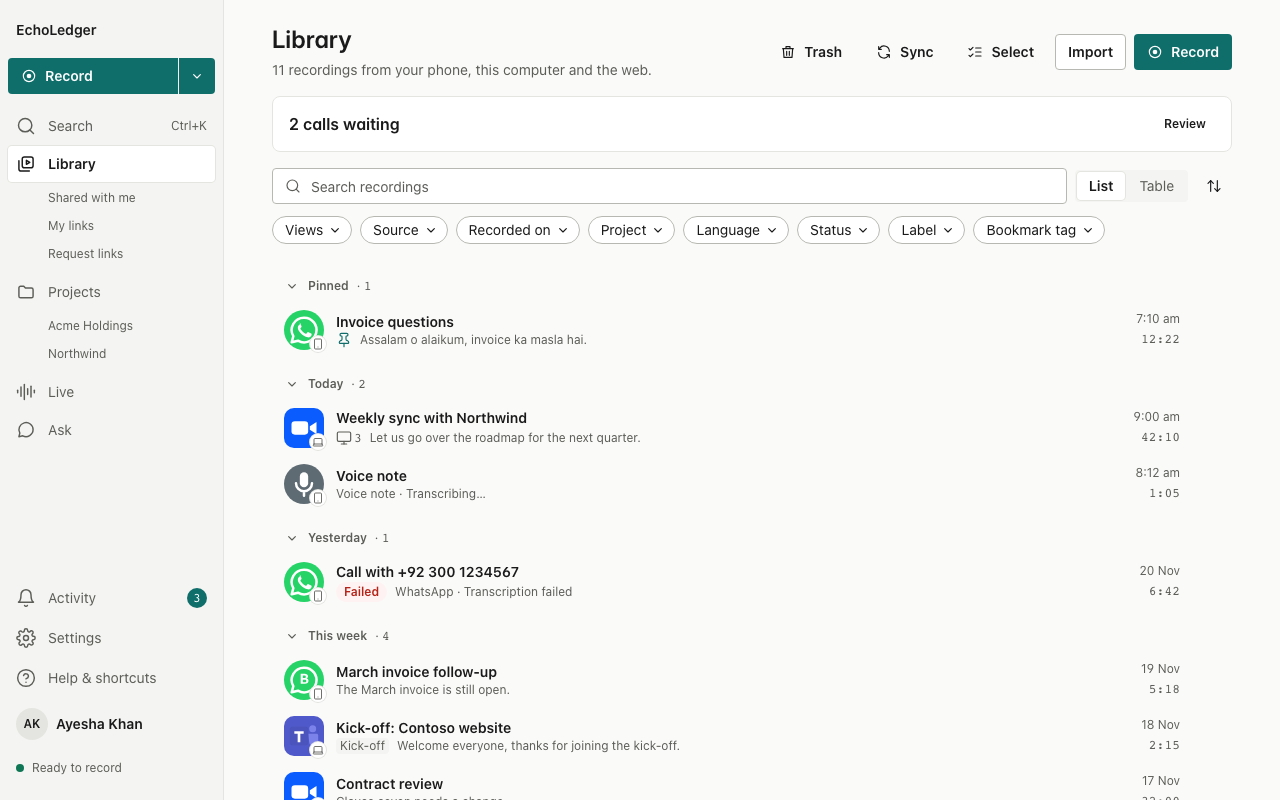 EchoLedger
Record
Search Ctrl+K
Library
Shared with me
My links
Request links
Projects
Acme Holdings
Northwind
Live
Ask
Activity 3
Settings
Help & shortcuts
AK Ayesha Khan
Ready to record
Library
11 recordings from your phone, this computer and the web.
Trash Sync Select Import Record
2 calls waiting Review
Search recordings List Table
Views Source Recorded on Project Language Status Label Bookmark tag
Pinned · 1
Invoice questions 7:10 am
Assalam o alaikum, invoice ka masla hai. 12:22
Today · 2
Weekly sync with Northwind 9:00 am
3 Let us go over the roadmap for the next quarter. 42:10
Voice note 8:12 am
Voice note · Transcribing… 1:05
Yesterday · 1
Call with +92 300 1234567 20 Nov
Failed WhatsApp · Transcription failed 6:42
This week · 4
March invoice follow-up 19 Nov
The March invoice is still open. 5:18
Kick-off: Contoso website 18 Nov
Kick-off Welcome everyone, thanks for joining the kick-off. 2:15
Contract review 17 Nov